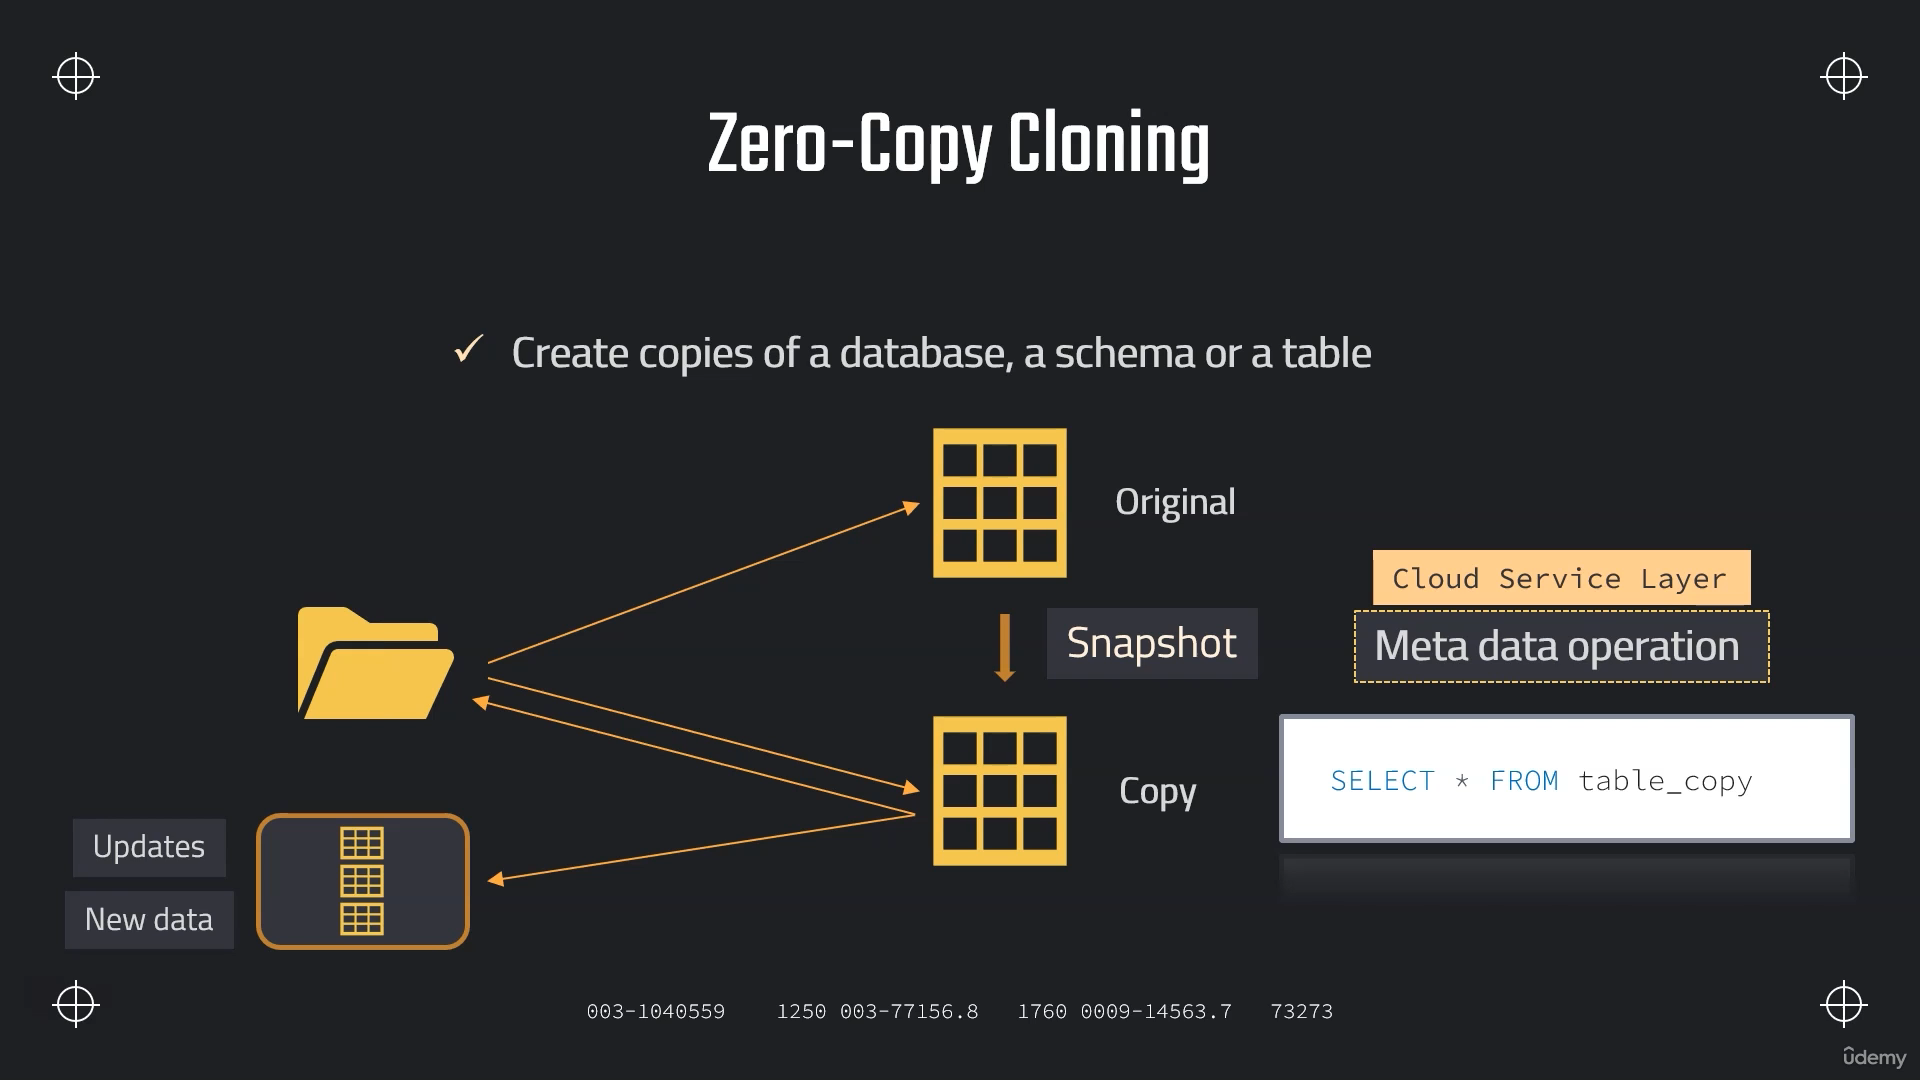 Zero-Copy Cloning
✓ Create copies of a database, a schema or a table
Original
Cloud Service Layer
Snapshot
Meta data operation
SELECT * FROM table_copy
Copy
Updates
New data
003-1040559 1250 003-77156.8 1760 0009-14563.7 73273
ûdemy